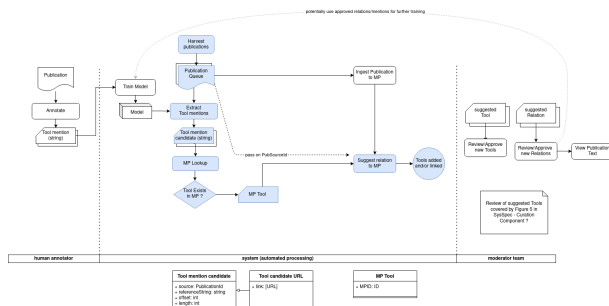 potentially use approved relations/mentions for further training
Harvest
publications
Publication
Publication
Queue
Ingest Publication
to MP
Train Model
Annotate
Model
Extract
Tool mentions
suggested
Tool
suggested
Relation
Tool mention
(string)
Tool mention
candidate (string)
Review/Approve
new Tools
Review/Approve
new Relations
View Publication
Text
pass on PubSourceId
MP Lookup
Suggest relation
to MP
Tools added
and/or linked
Tool Exists
in MP ?
MP Tool
Review of suggested Tools
covered by Figure 5 in
SysSpec - Curation
Component ?
human annotator
system (automated processing)
moderator team
Tool mention candidate
+ source: PublicationId
+ referenceString: string
+ offset: int
+ length: int
Tool candidate URL
+ link: [URL]
MP Tool
+ MPID: ID